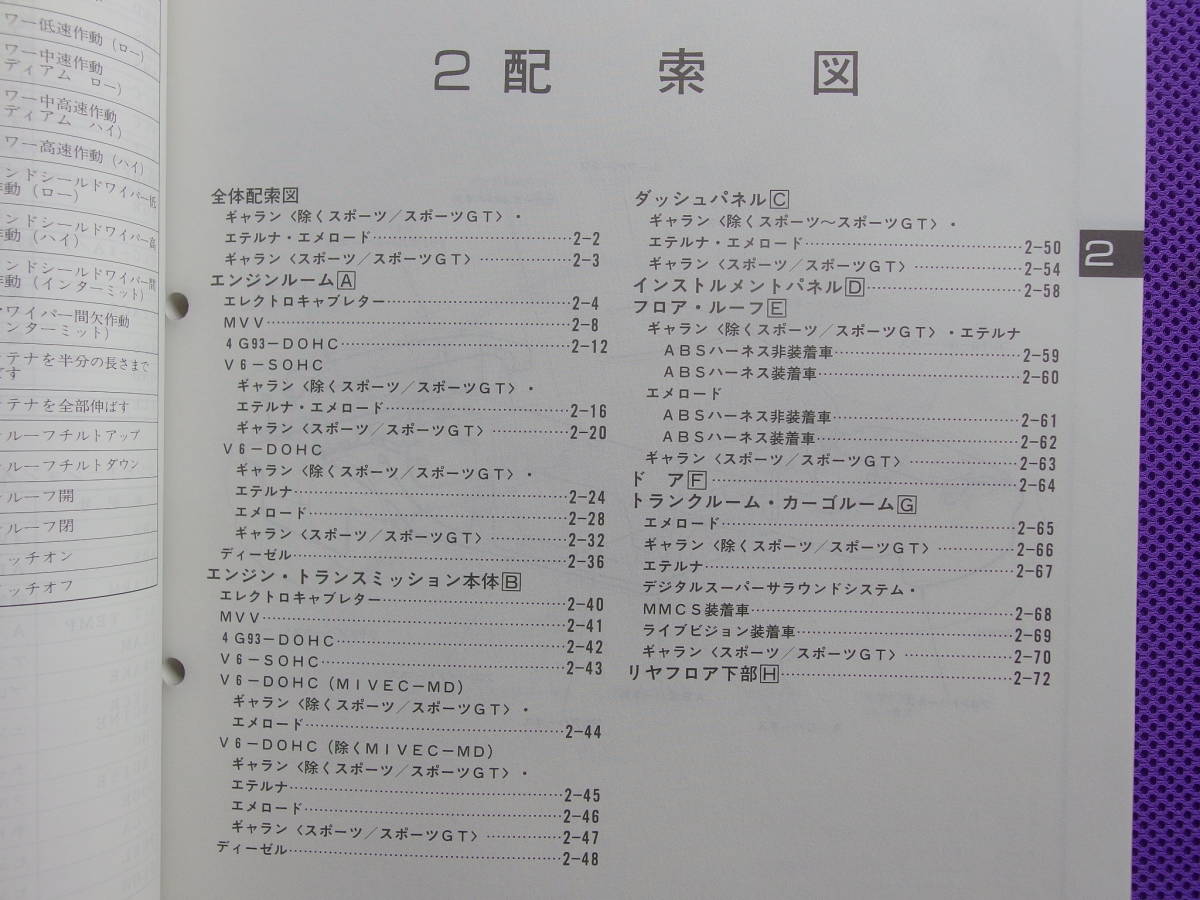 ワー低速作動（ロー）
ワー中速作動
ディアム ロー）
ワー中高速作動
ディアム ハイ）
ワー高速作動（ハイ）
ンドシールドワイパー低
作動（ロー）
ンドシールドワイパー高
作動（ハイ）
ンドシールドワイパー間
作動（インターミット）
ワイパー間欠作動
ンターミット）
テナを半分の長さまで
です
テナを全部伸ばす
ルーフチルトアップ
ルーフチルトダウン
ルーフ開
ルーフ閉
ッチオン
ッチオフ
2 配 索 図
全体配索図
ギャラン〈除くスポーツ／スポーツGT〉・
エテルナ・エメロード……2-2
ギャラン〈スポーツ／スポーツGT〉……2-3
エンジンルームA
エレクトロキャブレター……2-4
MVV……2-8
4G93-DOHC……2-12
V6-SOHC
ギャラン〈除くスポーツ／スポーツGT〉・
エテルナ・エメロード……2-16
ギャラン〈スポーツ／スポーツGT〉……2-20
V6-DOHC
ギャラン〈除くスポーツ／スポーツGT〉・
エテルナ……2-24
エメロード……2-28
ギャラン〈スポーツ／スポーツGT〉……2-32
ディーゼル……2-36
エンジン・トランスミッション本体B
エレクトロキャブレター……2-40
MVV……2-41
4G93-DOHC……2-42
V6-SOHC……2-43
V6-DOHC（MIVEC-MD）
ギャラン〈除くスポーツ／スポーツGT〉・
エメロード……2-44
V6-DOHC（除くMIVEC-MD）
ギャラン〈除くスポーツ／スポーツGT〉・
エテルナ……2-45
エメロード……2-46
ギャラン〈スポーツ／スポーツGT〉……2-47
ディーゼル……2-48
ダッシュパネルC
ギャラン〈除くスポーツ～スポーツGT〉・
エテルナ・エメロード……2-50
ギャラン〈スポーツ／スポーツGT〉……2-54
インストルメントパネルD……2-58
フロア・ルーフE
ギャラン〈除くスポーツ／スポーツGT〉・エテルナ
ABSハーネス非装着車……2-59
ABSハーネス装着車……2-60
エメロード
ABSハーネス非装着車……2-61
ABSハーネス装着車……2-62
ギャラン〈スポーツ／スポーツGT〉……2-63
ド アF……2-64
トランクルーム・カーゴルームG
エメロード……2-65
ギャラン〈除くスポーツ／スポーツGT〉……2-66
エテルナ……2-67
デジタルスーパーサラウンドシステム・
MMCS装着車……2-68
ライブビジョン装着車……2-69
ギャラン〈スポーツ／スポーツGT〉……2-70
リヤフロア下部H……2-72
2